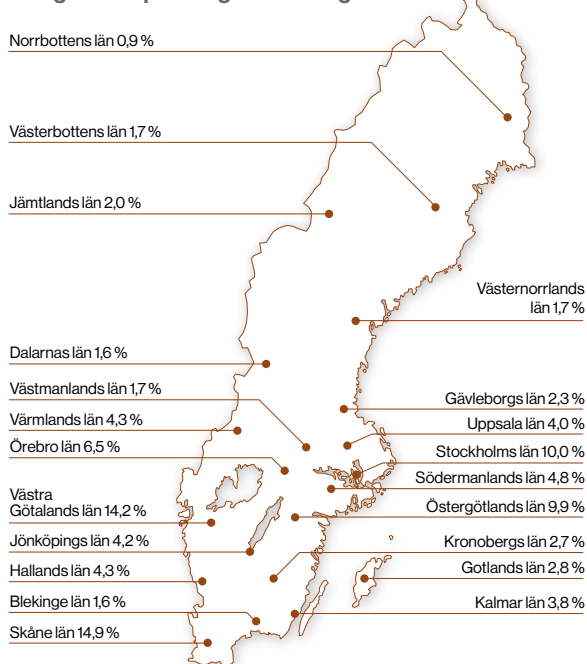 Norrbottens län 0,9 %
Västerbottens län 1,7 %
Jämtlands län 2,0 %
Västernorrlands
län 1,7 %
Dalarnas län 1,6 %
Västmanlands län 1,7 %
Värmlands län 4,3 %
Örebro län 6,5 %
Västra
Götalands län 14,2 %
Jönköpings län 4,2 %
Hallands län 4,3 %
Blekinge län 1,6 %
Skåne län 14,9 %
Gävleborgs län 2,3 %
Uppsala län 4,0 %
Stockholms län 10,0 %
Södermanlands län 4,8 %
Östergötlands län 9,9 %
Kronobergs län 2,7 %
Gotlands län 2,8 %
Kalmar län 3,8 %